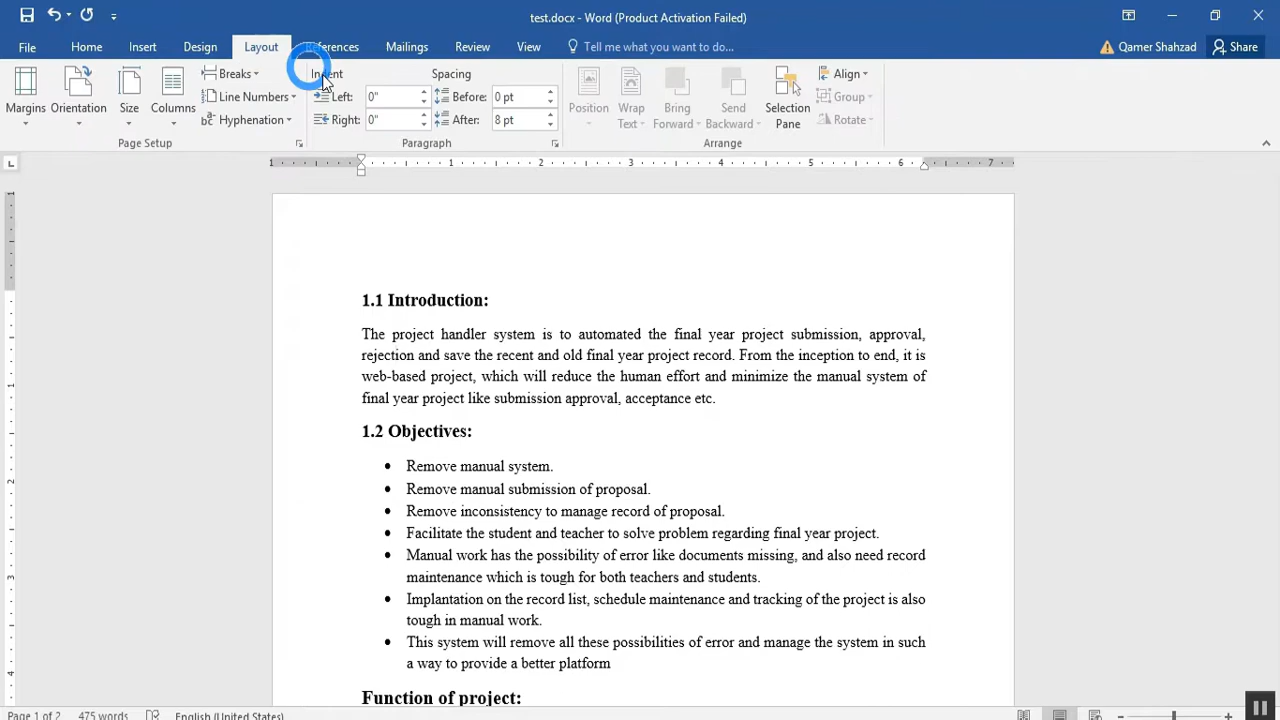 test.docx - Word (Product Activation Failed)
File Home Insert Design Layout References Mailings Review View Tell me what you want to do... Qamer Shahzad Share
Margins Orientation Size Columns
Breaks
Line Numbers
Hyphenation
Page Setup
Indent
Left: 0"
Right: 0"
Spacing
Before: 0 pt
After: 8 pt
Paragraph
Position Wrap Text Bring Forward Send Backward Selection Pane
Align
Group
Rotate
Arrange
1 1 2 3 4 5 6 7
1.1 Introduction:
The project handler system is to automated the final year project submission, approval,
rejection and save the recent and old final year project record. From the inception to end, it is
web-based project, which will reduce the human effort and minimize the manual system of
final year project like submission approval, acceptance etc.
1.2 Objectives:
• Remove manual system.
• Remove manual submission of proposal.
• Remove inconsistency to manage record of proposal.
• Facilitate the student and teacher to solve problem regarding final year project.
• Manual work has the possibility of error like documents missing, and also need record
maintenance which is tough for both teachers and students.
• Implantation on the record list, schedule maintenance and tracking of the project is also
tough in manual work.
• This system will remove all these possibilities of error and manage the system in such
a way to provide a better platform
Function of project:
Page 1 of 2 475 words English (United States)